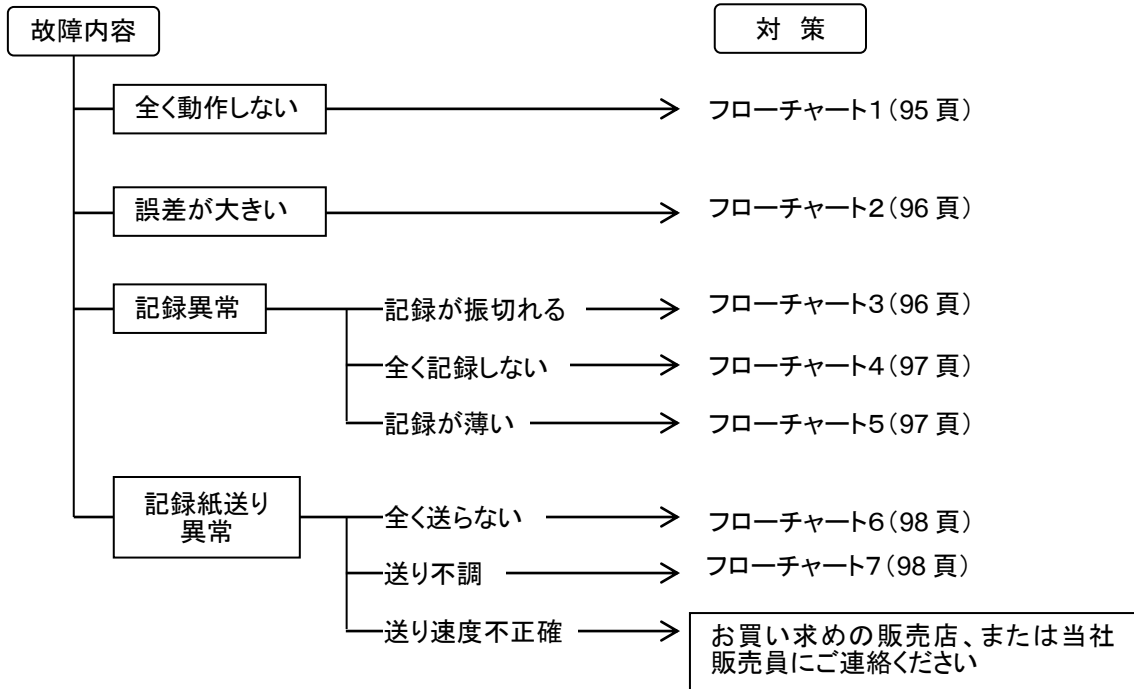 故障内容
対 策
全く動作しない
フローチャート1(95 頁)
誤差が大きい
フローチャート2(96 頁)
記録異常
記録が振切れる
フローチャート3(96 頁)
全く記録しない
フローチャート4(97 頁)
記録が薄い
フローチャート5(97 頁)
記録紙送り
異常
全く送らない
フローチャート6(98 頁)
送り不調
フローチャート7(98 頁)
送り速度不正確
お買い求めの販売店、または当社
販売員にご連絡ください